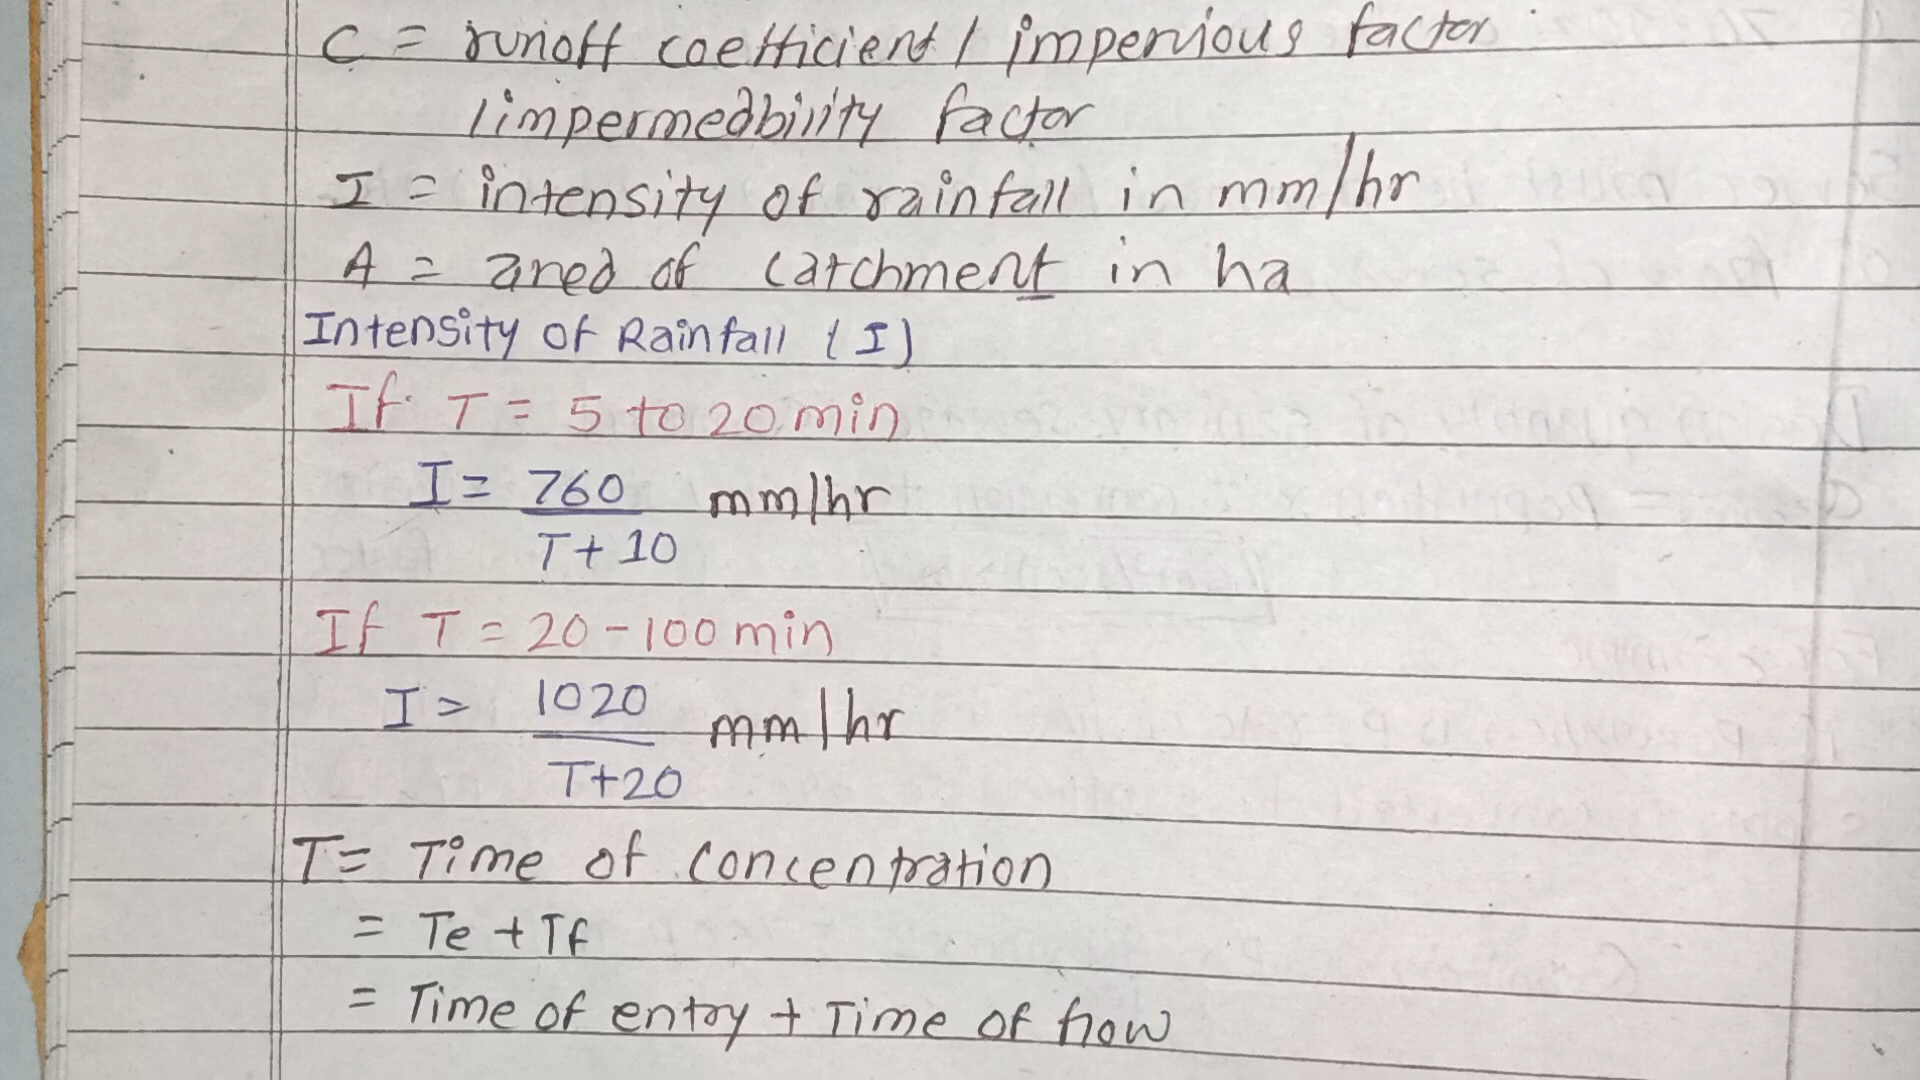 C = runoff coefficient / impervious factor
/impermeability factor
I = intensity of rainfall in mm/hr
A = area of catchment in ha
Intensity of Rainfall (I)
If T = 5 to 20 min
I = 760 mm/hr
T + 10
If T = 20 - 100 min
I = 1020 mm/hr
T+20
T = Time of concentration
= Te + Tf
= Time of entry + Time of flow